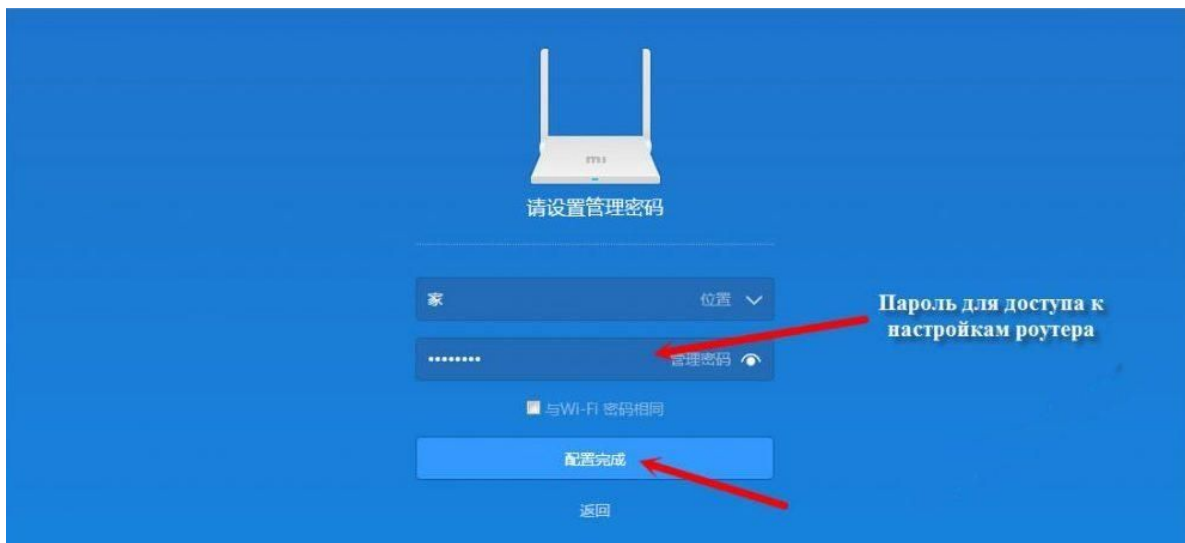 mi
请设置管理密码
家 位置
Пароль для доступа к
настройкам роутера
•••••••• 管理密码
与Wi-Fi 密码相同
配置完成
返回